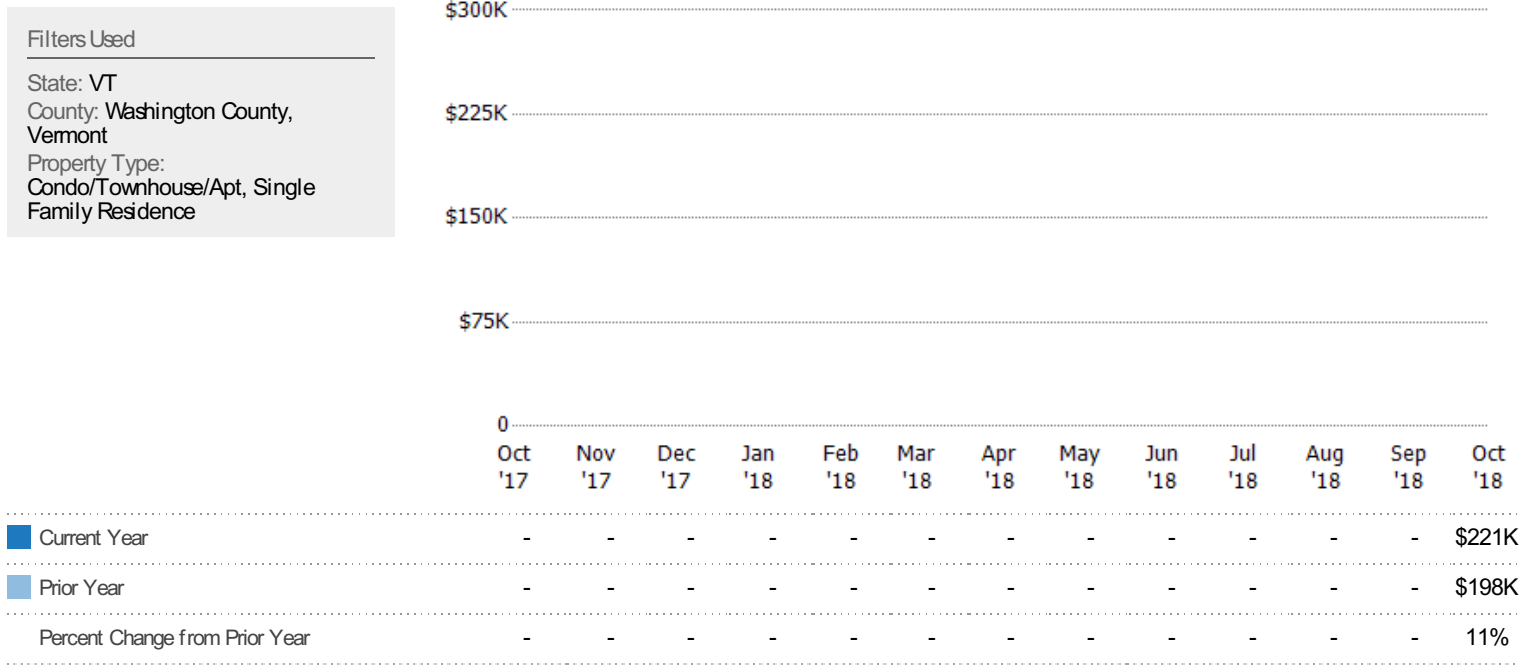 Filters Used
State: VT
County: Washington County,
Vermont
Property Type:
Condo/Townhouse/Apt, Single
Family Residence
$300K
$225K
$150K
$75K
0
Oct Nov Dec Jan Feb Mar Apr May Jun Jul Aug Sep Oct
'17 '17 '17 '18 '18 '18 '18 '18 '18 '18 '18 '18 '18
Current Year - - - - - - - - - - - - $221K
Prior Year - - - - - - - - - - - - $198K
Percent Change from Prior Year - - - - - - - - - - - - 11%